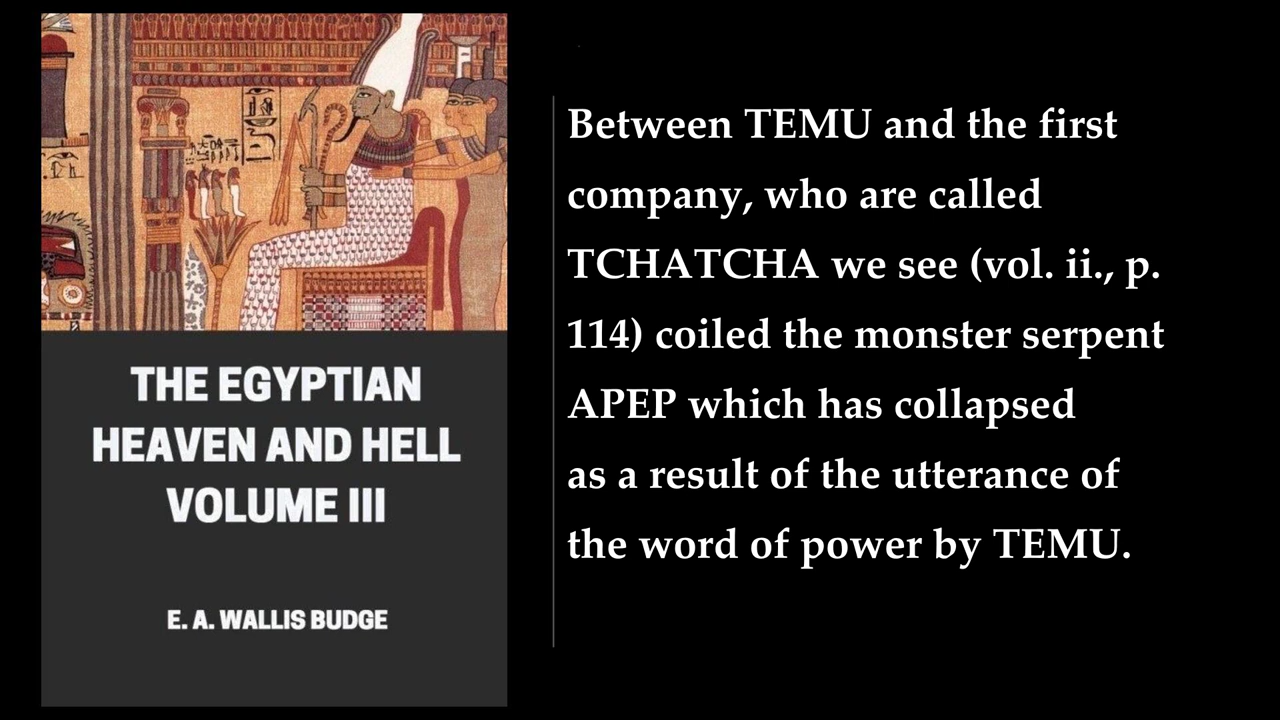 THE EGYPTIAN
HEAVEN AND HELL
VOLUME III
E. A. WALLIS BUDGE
Between TEMU and the first
company, who are called
TCHATCHA we see (vol. ii., p.
114) coiled the monster serpent
APEP which has collapsed
as a result of the utterance of
the word of power by TEMU.